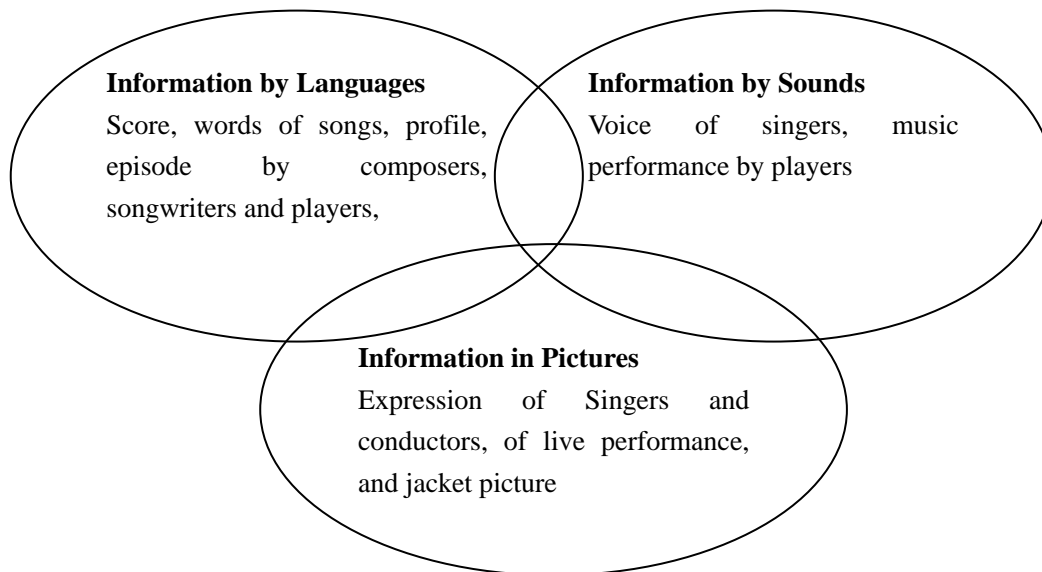 Information by Languages
Score, words of songs, profile,
episode by composers,
songwriters and players,
Information by Sounds
Voice of singers, music
performance by players
Information in Pictures
Expression of Singers and
conductors, of live performance,
and jacket picture